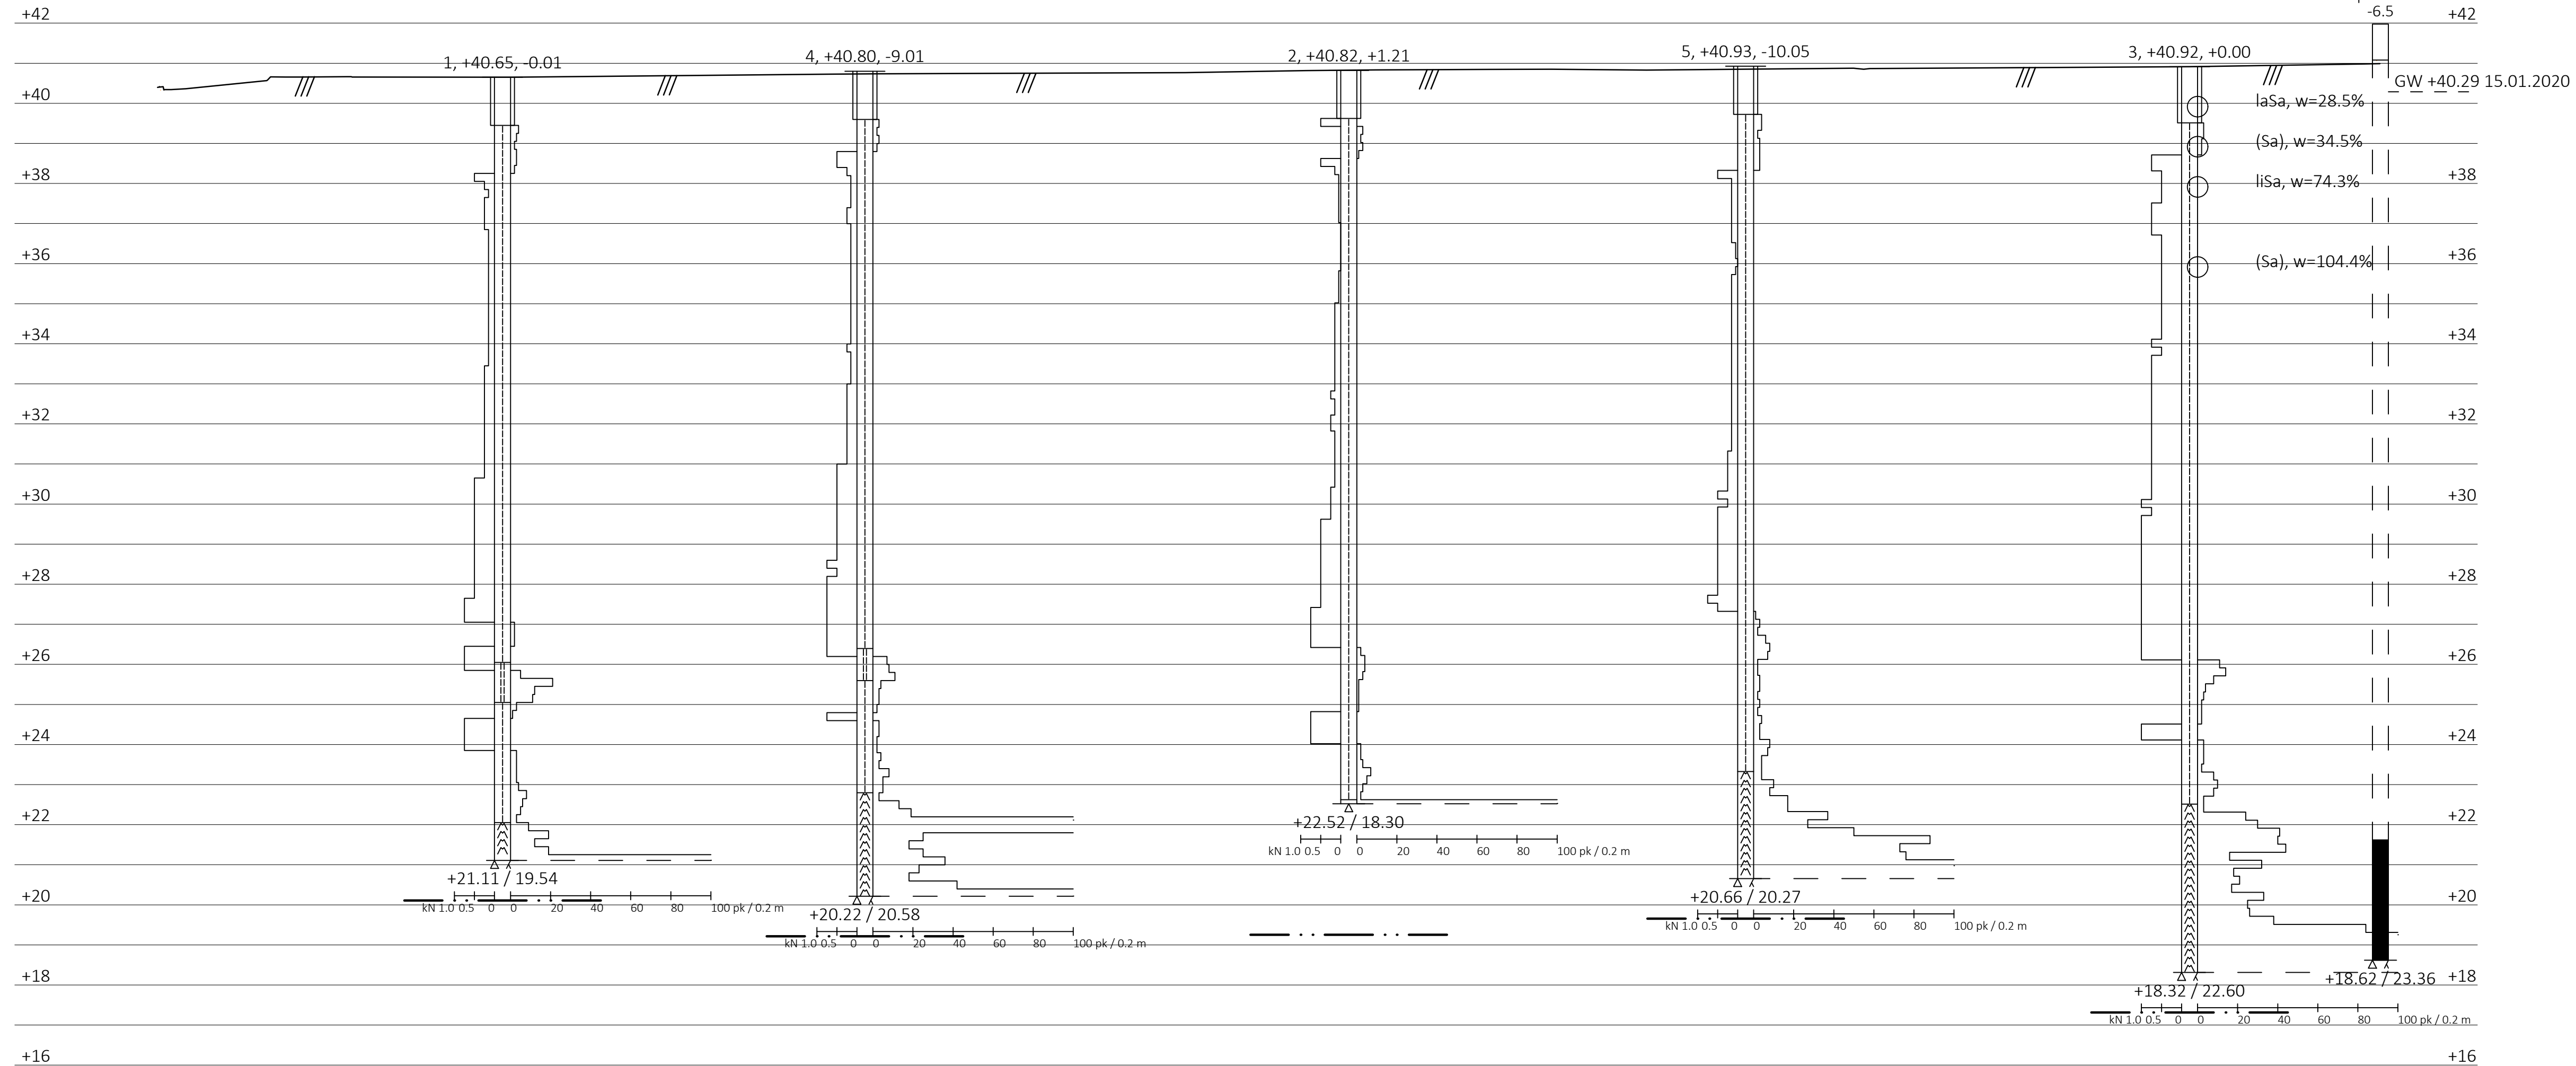 -6.5
+42 +42
1, +40.65, -0.01
4, +40.80, -9.01
2, +40.82, +1.21
5, +40.93, -10.05
3, +40.92, +0.00
GW +40.29 15.01.2020
+40
laSa, w=28.5%
(Sa), w=34.5%
+38 +38
liSa, w=74.3%
+36 +36
(Sa), w=104.4%
+34 +34
+32 +32
+30 +30
+28 +28
+26 +26
+24 +24
+22 +22
+22.52 / 18.30
kN 1.0 0.5 0 0 20 40 60 80 100 pk / 0.2 m
+21.11 / 19.54
kN 1.0 0.5 0 0 20 40 60 80 100 pk / 0.2 m
+20 +20
+20.66 / 20.27
kN 1.0 0.5 0 0 20 40 60 80 100 pk / 0.2 m
+20.22 / 20.58
kN 1.0 0.5 0 0 20 40 60 80 100 pk / 0.2 m
+18 +18
+18.62 / 23.36
+18.32 / 22.60
kN 1.0 0.5 0 0 20 40 60 80 100 pk / 0.2 m
+16 +16